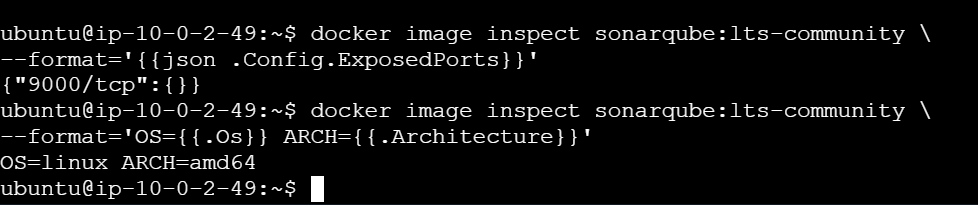 ubuntu@ip-10-0-2-49:~$ docker image inspect sonarqube:lts-community \
--format='{{json .Config.ExposedPorts}}'
{"9000/tcp":{}}
ubuntu@ip-10-0-2-49:~$ docker image inspect sonarqube:lts-community \
--format='OS={{.Os}} ARCH={{.Architecture}}'
OS=linux ARCH=amd64
ubuntu@ip-10-0-2-49:~$